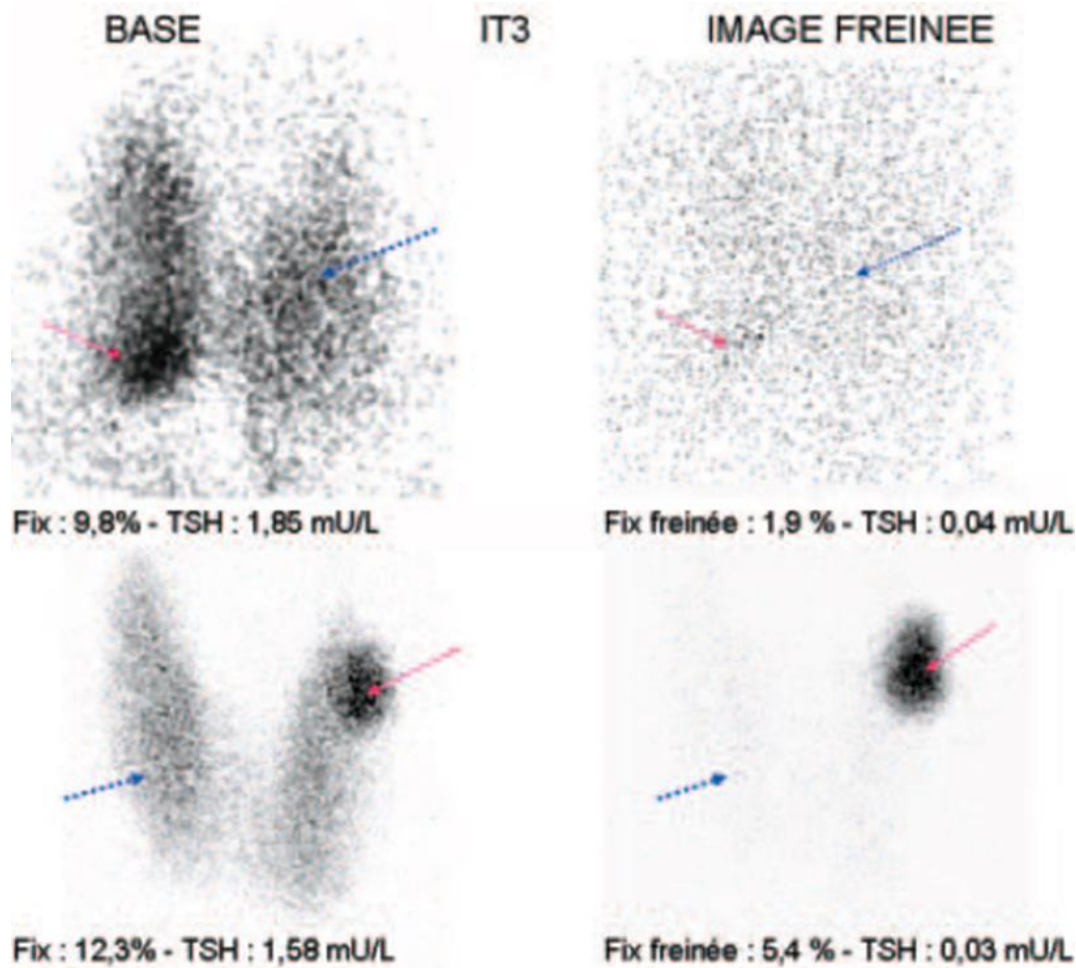 BASE IT3 IMAGE FREINEE
Fix : 9,8% - TSH : 1,85 mU/L
Fix freinée : 1,9 % - TSH : 0,04 mU/L
Fix : 12,3% - TSH : 1,58 mU/L
Fix freinée : 5,4 % - TSH : 0,03 mU/L